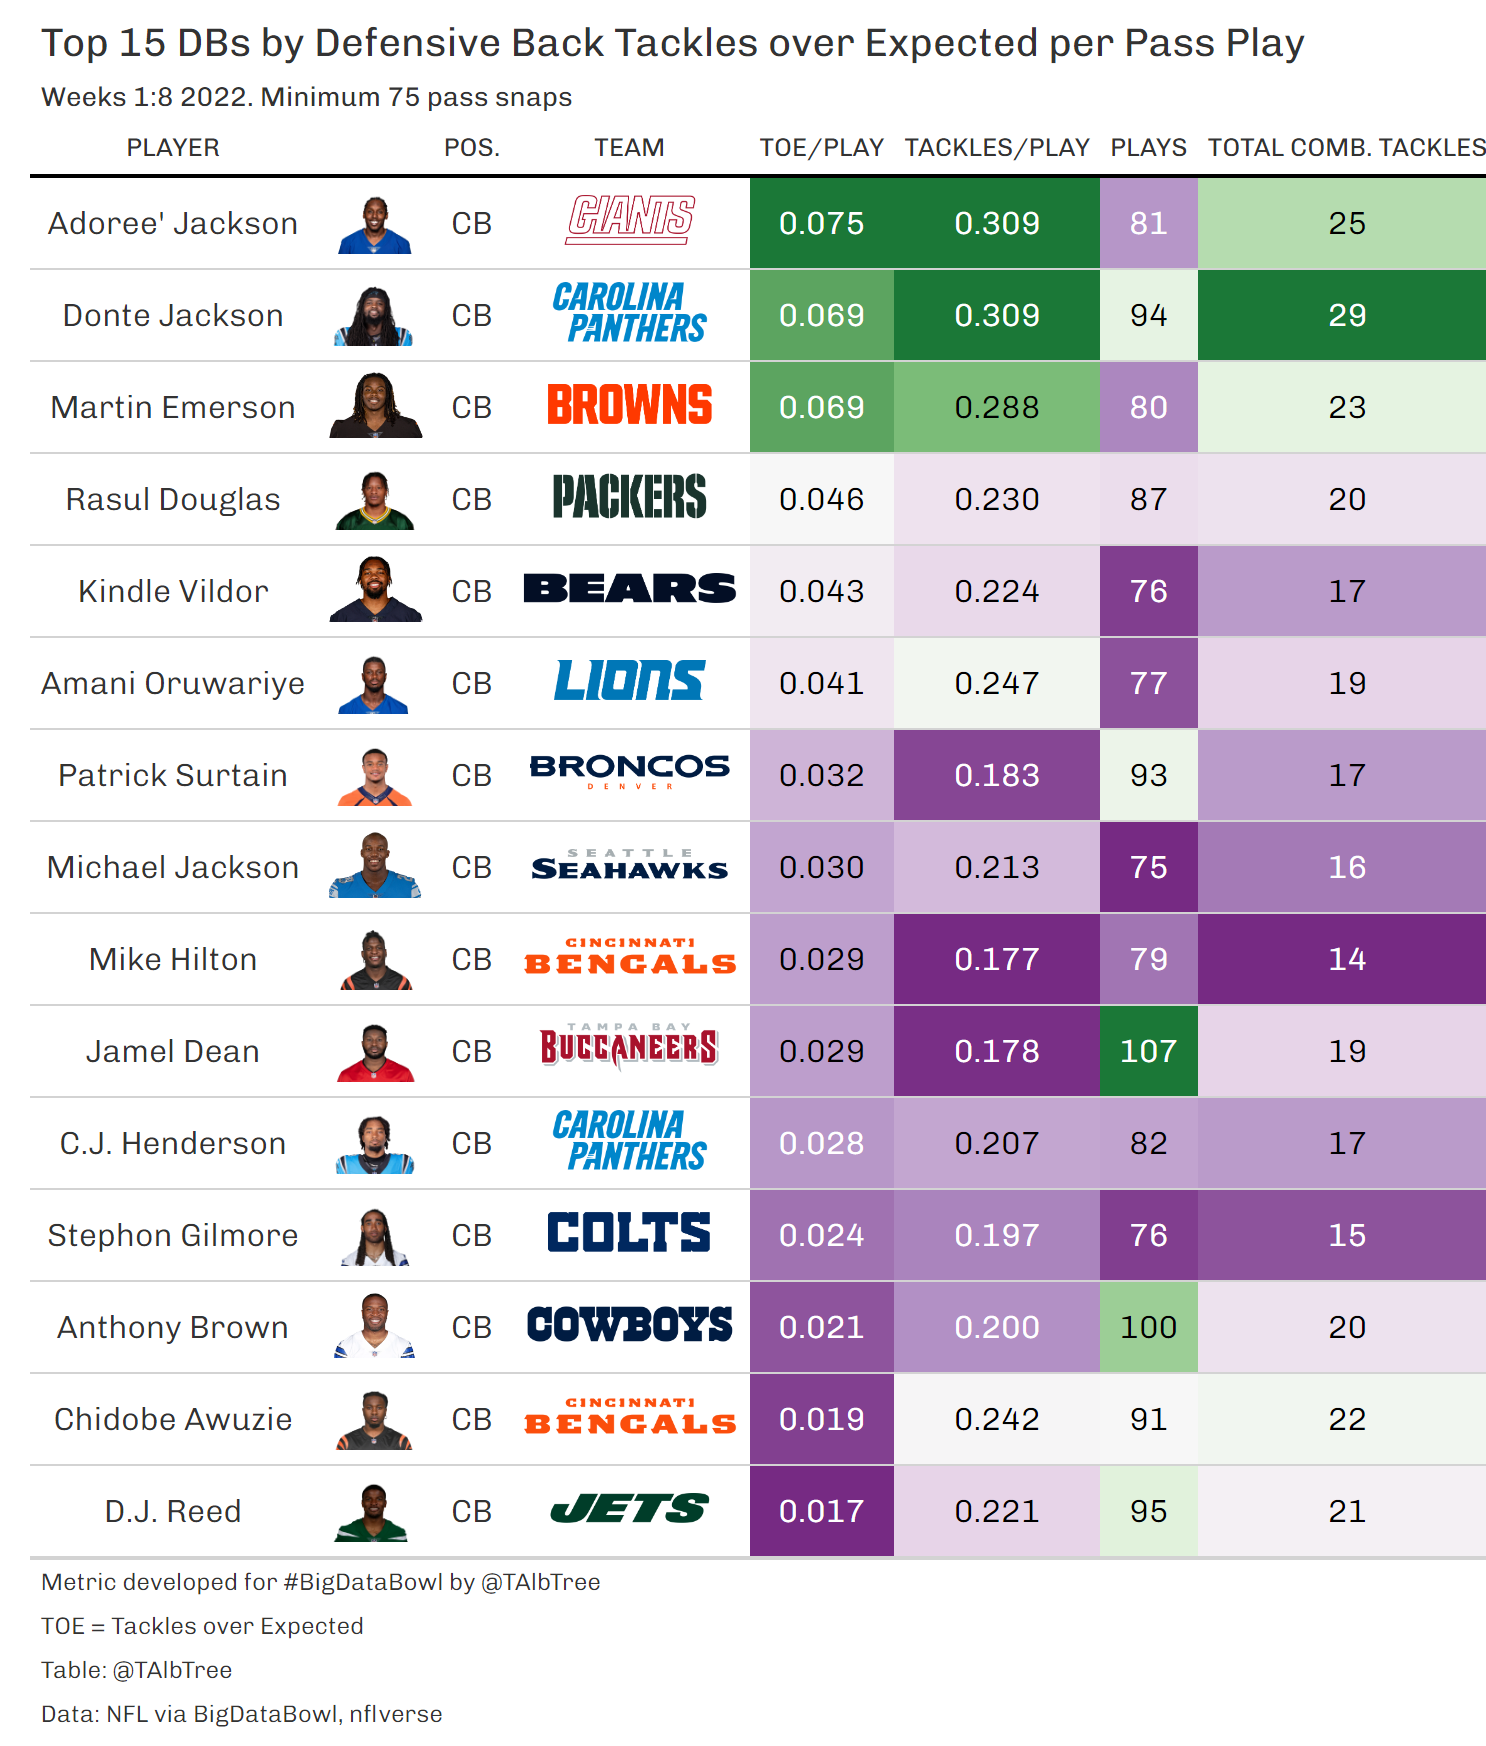 Top 15 DBs by Defensive Back Tackles over Expected per Pass Play
Weeks 1:8 2022. Minimum 75 pass snaps
PLAYER POS. TEAM TOE/PLAY TACKLES/PLAY PLAYS TOTAL COMB. TACKLES
Adoree' Jackson CB GIANTS 0.075 0.309 81 25
Donte Jackson CB CAROLINA PANTHERS 0.069 0.309 94 29
Martin Emerson CB BROWNS 0.069 0.288 80 23
Rasul Douglas CB PACKERS 0.046 0.230 87 20
Kindle Vildor CB BEARS 0.043 0.224 76 17
Amani Oruwariye CB LIONS 0.041 0.247 77 19
Patrick Surtain CB BRONCOS DENVER 0.032 0.183 93 17
Michael Jackson CB SEATTLE SEAHAWKS 0.030 0.213 75 16
Mike Hilton CB CINCINNATI BENGALS 0.029 0.177 79 14
Jamel Dean CB TAMPA BAY BUCCANEERS 0.029 0.178 107 19
C.J. Henderson CB CAROLINA PANTHERS 0.028 0.207 82 17
Stephon Gilmore CB COLTS 0.024 0.197 76 15
Anthony Brown CB COWBOYS 0.021 0.200 100 20
Chidobe Awuzie CB CINCINNATI BENGALS 0.019 0.242 91 22
D.J. Reed CB JETS 0.017 0.221 95 21
Metric developed for #BigDataBowl by @TAlbTree
TOE = Tackles over Expected
Table: @TAlbTree
Data: NFL via BigDataBowl, nflverse